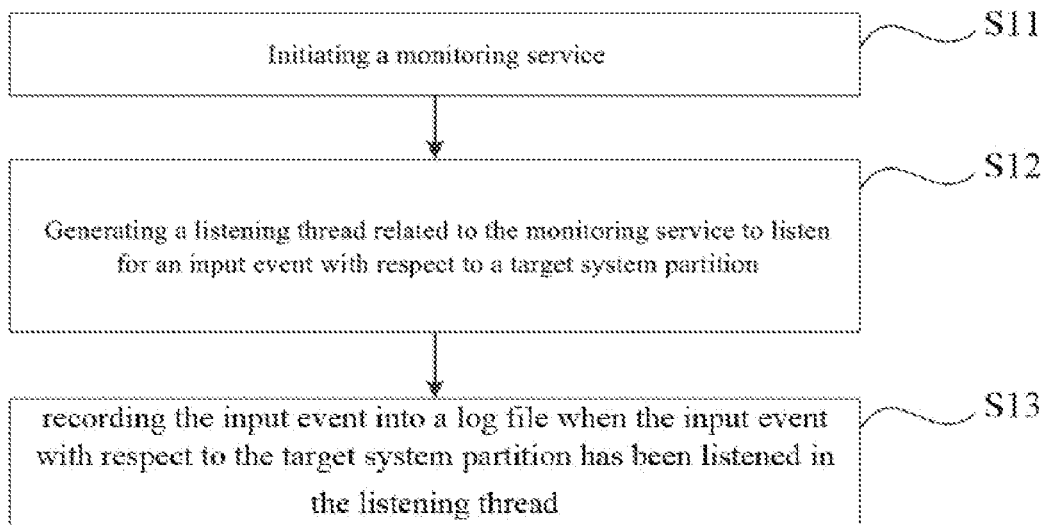 S11
Initiating a monitoring service
S12
Generating a listening thread related to the monitoring service to listen
for an input event with respect to a target system partition
S13
recording the input event into a log file when the input event
with respect to the target system partition has been listened in
the listening thread